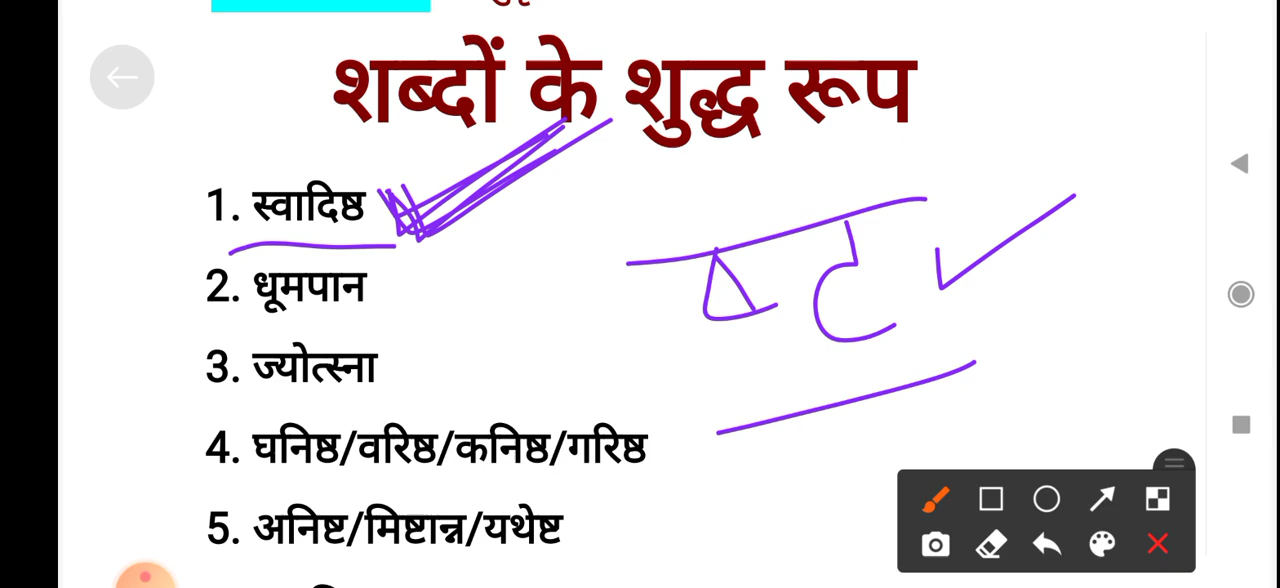 शब्दों के शुद्ध रूप
1. स्वादिष्ठ
2. धूमपान
3. ज्योत्स्ना
4. घनिष्ठ/वरिष्ठ/कनिष्ठ/गरिष्ठ
5. अनिष्ट/मिष्टान्न/यथेष्ट